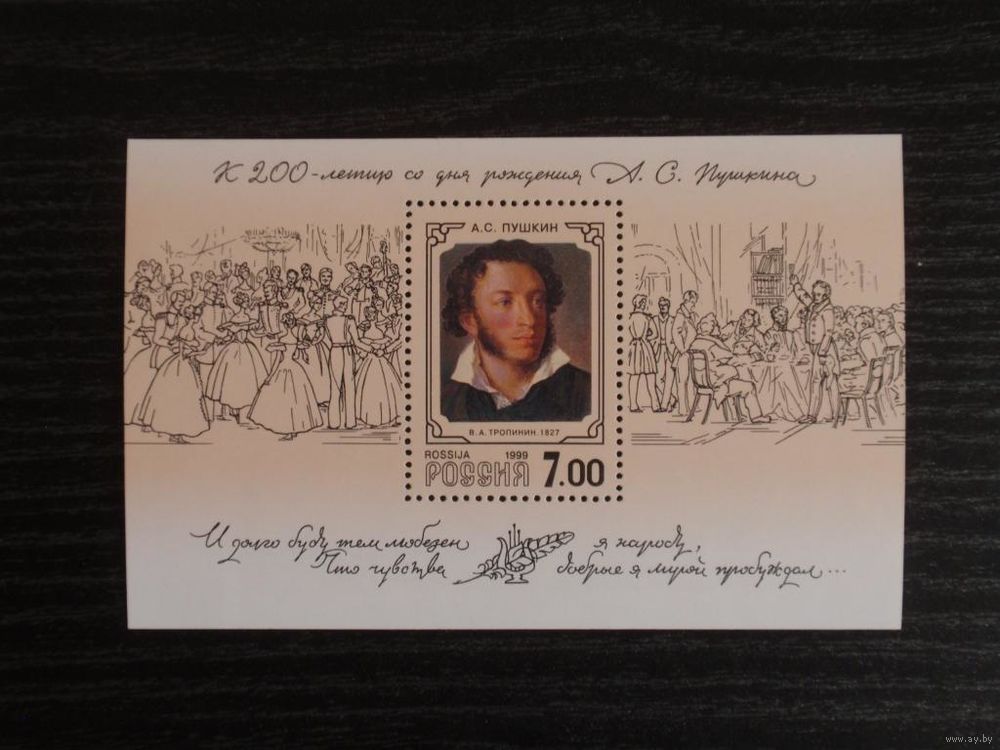 К 200-летию со дня рождения А. С. Пушкина
А.С. ПУШКИН
В.А. ТРОПИНИН. 1827
ROSSIJA 1999
РОССИЯ 7.00
И долго буду тем любезен я народу,
Что чувства добрые я лирой пробуждал...
www.ay.by